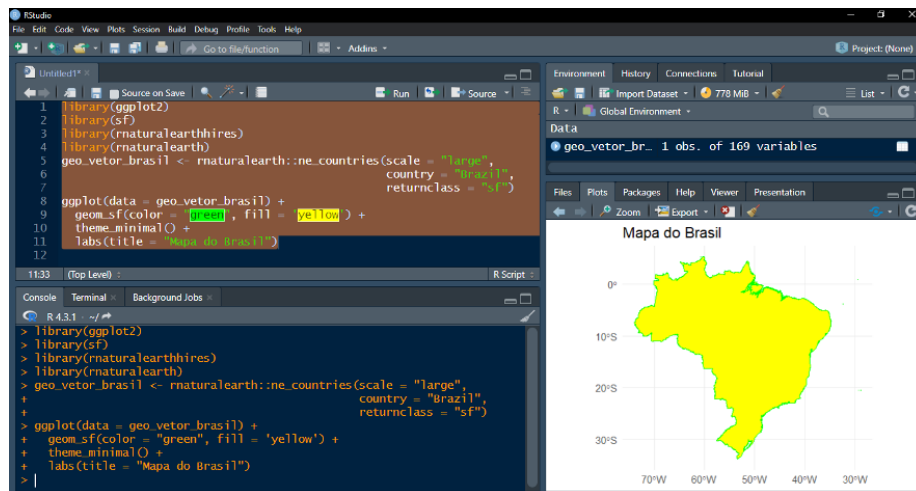 RStudio
File Edit Code View Plots Session Build Debug Profile Tools Help
Go to file/function Addins Project: (None)
Untitled1*
Source on Save Run Source
1 library(ggplot2)
2 library(sf)
3 library(rnaturalearthhires)
4 library(rnaturalearth)
5 geo_vetor_brasil <- rnaturalearth::ne_countries(scale = "large",
6 country = "Brazil",
7 returnclass = "sf")
8 ggplot(data = geo_vetor_brasil) +
9 geom_sf(color = "green", fill = 'yellow') +
10 theme_minimal() +
11 labs(title = "Mapa do Brasil")
12
11:33 (Top Level) R Script
Console Terminal Background Jobs
R 4.3.1 · ~/
> library(ggplot2)
> library(sf)
> library(rnaturalearthhires)
> library(rnaturalearth)
> geo_vetor_brasil <- rnaturalearth::ne_countries(scale = "large",
+ country = "Brazil",
+ returnclass = "sf")
> ggplot(data = geo_vetor_brasil) +
+ geom_sf(color = "green", fill = 'yellow') +
+ theme_minimal() +
+ labs(title = "Mapa do Brasil")
>
Environment History Connections Tutorial
Import Dataset 778 MiB List
R Global Environment
Data
geo_vetor_br… 1 obs. of 169 variables
Files Plots Packages Help Viewer Presentation
Zoom Export
Mapa do Brasil
0°
10°S
20°S
30°S
70°W 60°W 50°W 40°W 30°W